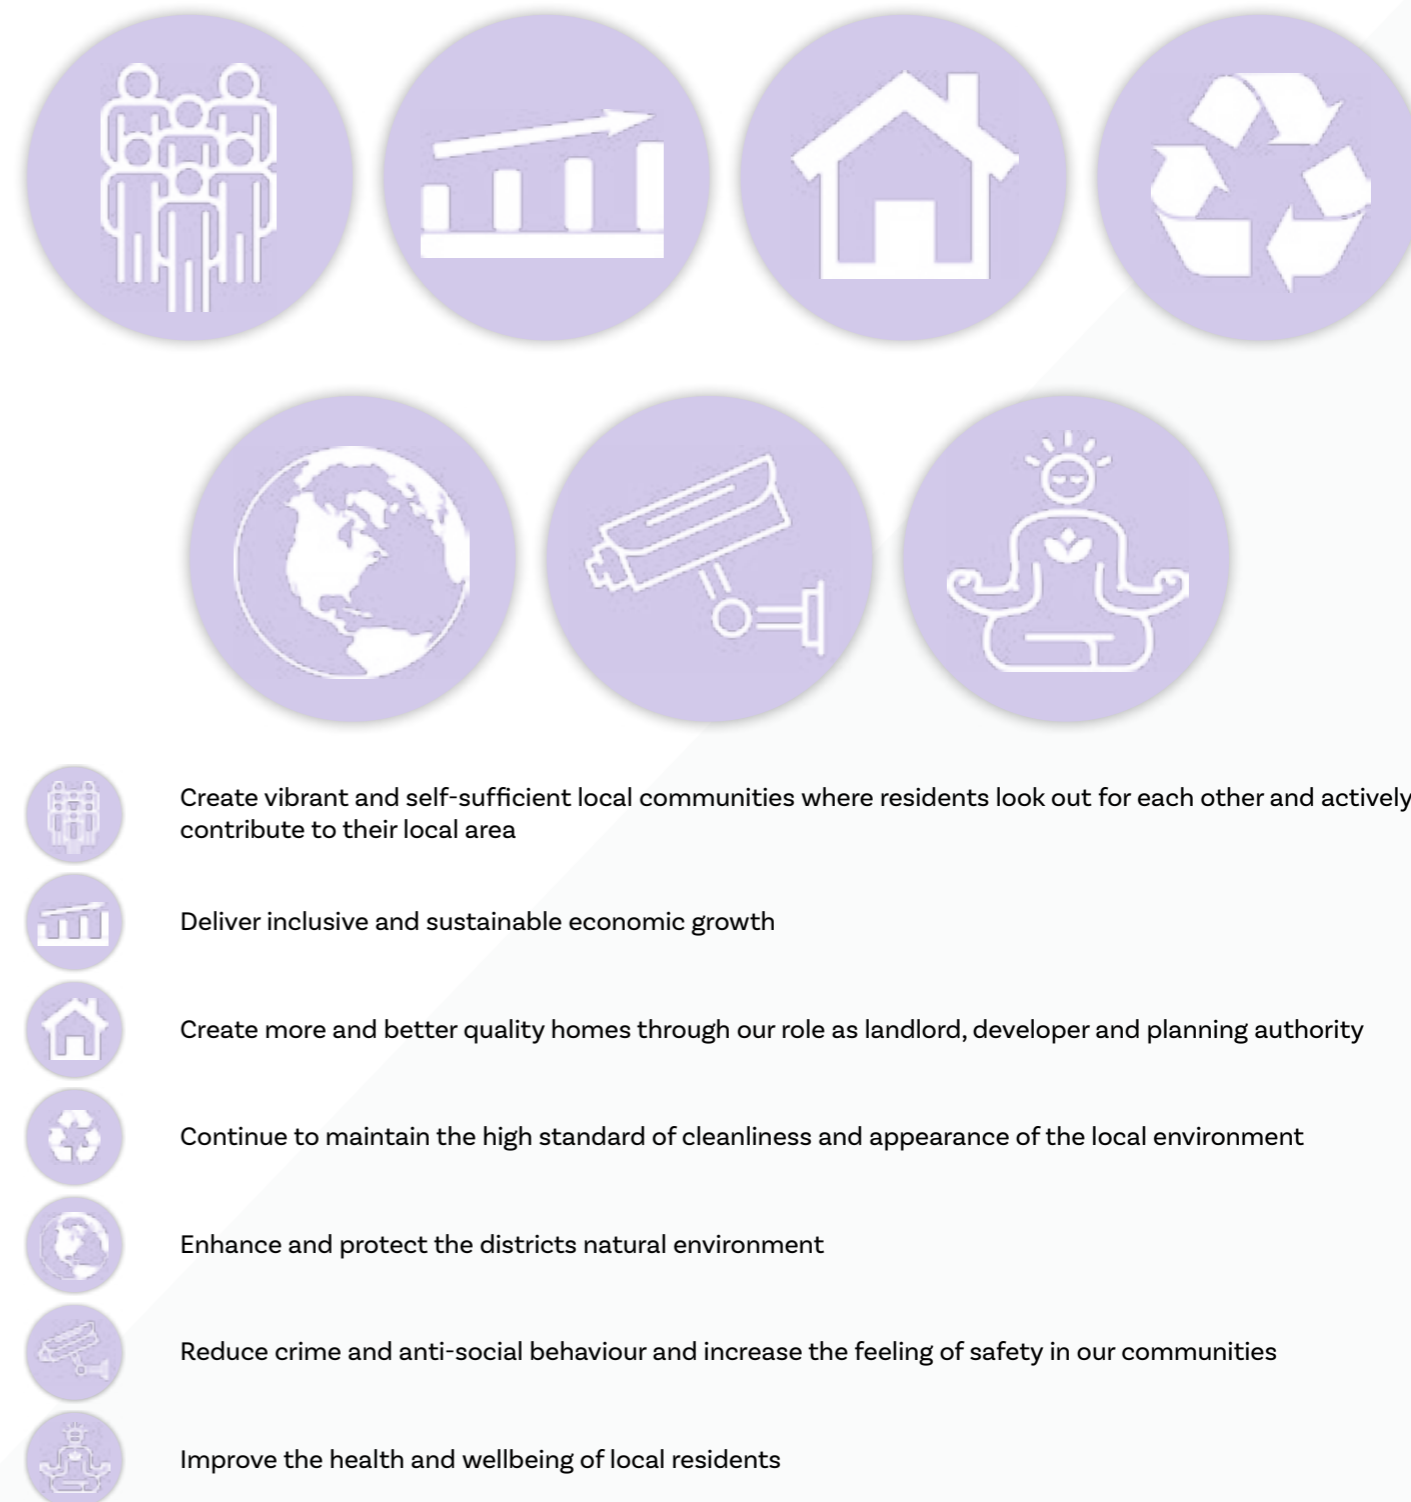 Create vibrant and self-sufficient local communities where residents look out for each other and actively
contribute to their local area
Deliver inclusive and sustainable economic growth
Create more and better quality homes through our role as landlord, developer and planning authority
Continue to maintain the high standard of cleanliness and appearance of the local environment
Enhance and protect the districts natural environment
Reduce crime and anti-social behaviour and increase the feeling of safety in our communities
Improve the health and wellbeing of local residents